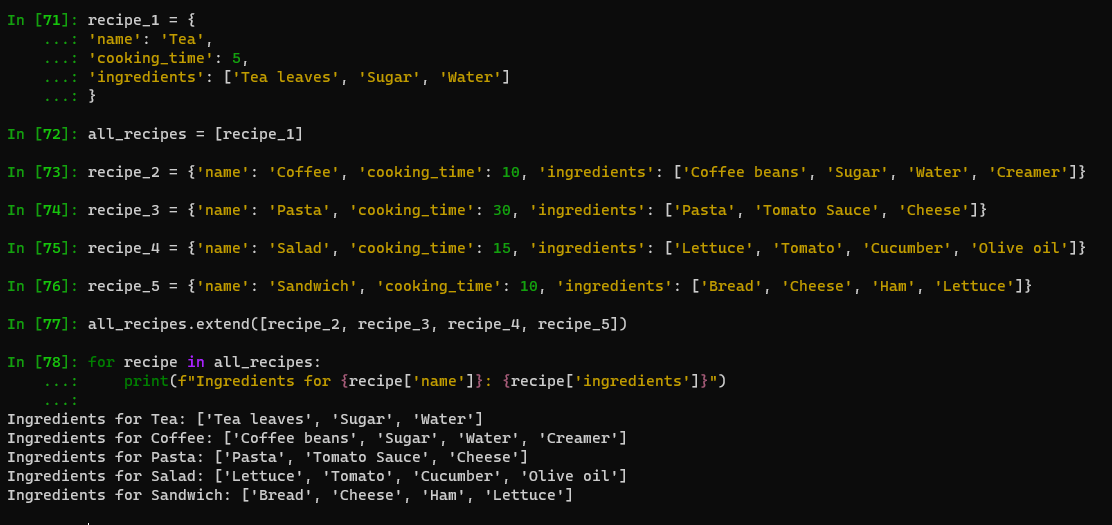 In [71]: recipe_1 = {
    ...: 'name': 'Tea',
    ...: 'cooking_time': 5,
    ...: 'ingredients': ['Tea leaves', 'Sugar', 'Water']
    ...: }
In [72]: all_recipes = [recipe_1]
In [73]: recipe_2 = {'name': 'Coffee', 'cooking_time': 10, 'ingredients': ['Coffee beans', 'Sugar', 'Water', 'Creamer']}
In [74]: recipe_3 = {'name': 'Pasta', 'cooking_time': 30, 'ingredients': ['Pasta', 'Tomato Sauce', 'Cheese']}
In [75]: recipe_4 = {'name': 'Salad', 'cooking_time': 15, 'ingredients': ['Lettuce', 'Tomato', 'Cucumber', 'Olive oil']}
In [76]: recipe_5 = {'name': 'Sandwich', 'cooking_time': 10, 'ingredients': ['Bread', 'Cheese', 'Ham', 'Lettuce']}
In [77]: all_recipes.extend([recipe_2, recipe_3, recipe_4, recipe_5])
In [78]: for recipe in all_recipes:
    ...:     print(f"Ingredients for {recipe['name']}: {recipe['ingredients']}")
    ...:
Ingredients for Tea: ['Tea leaves', 'Sugar', 'Water']
Ingredients for Coffee: ['Coffee beans', 'Sugar', 'Water', 'Creamer']
Ingredients for Pasta: ['Pasta', 'Tomato Sauce', 'Cheese']
Ingredients for Salad: ['Lettuce', 'Tomato', 'Cucumber', 'Olive oil']
Ingredients for Sandwich: ['Bread', 'Cheese', 'Ham', 'Lettuce']